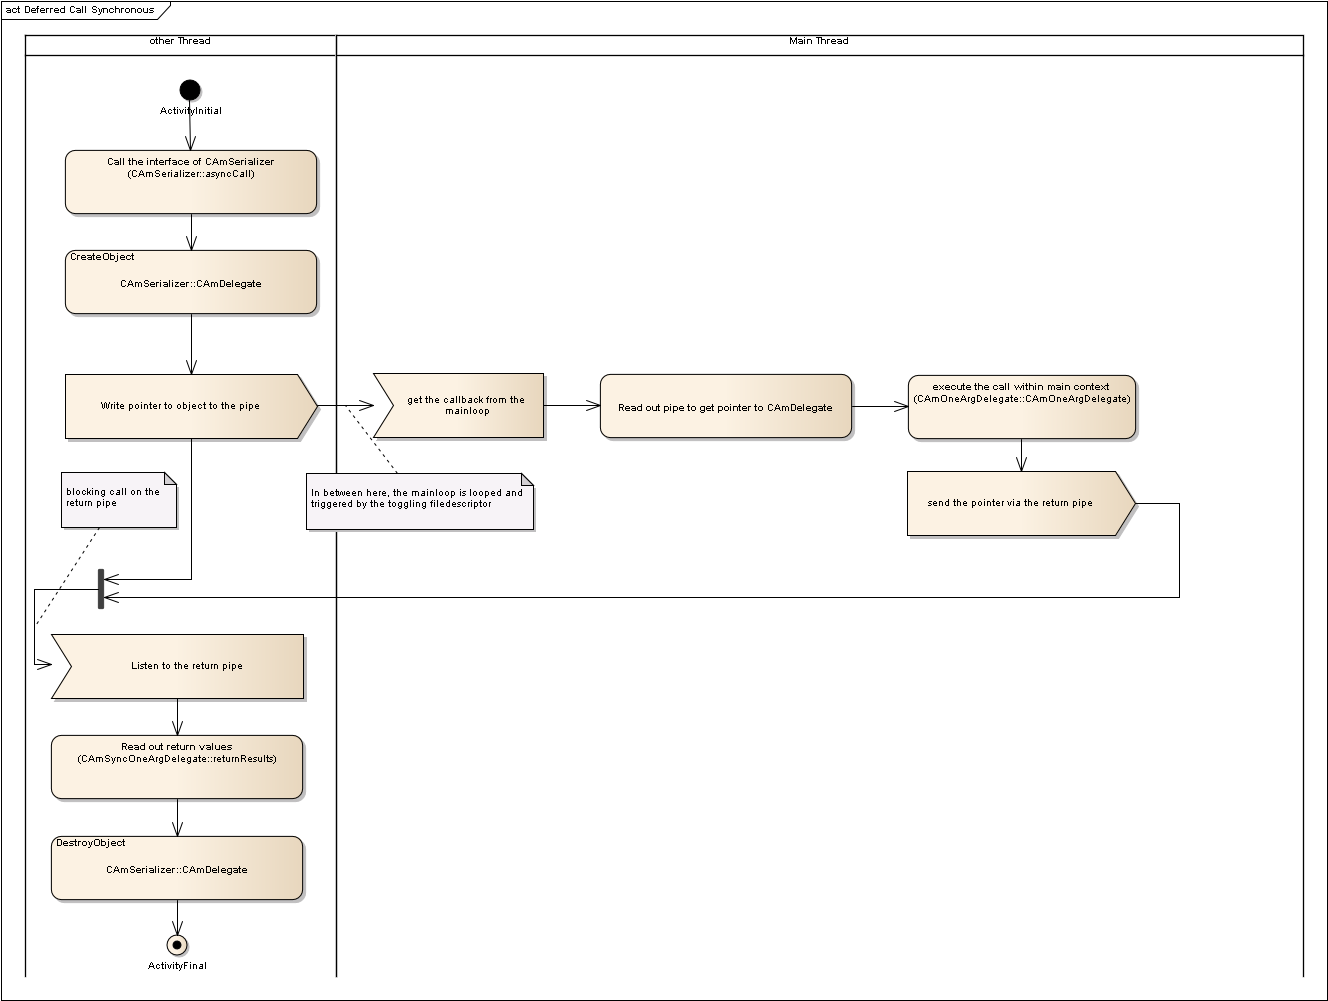 act Deferred Call Synchronous
other Thread
Main Thread
ActivityInitial
Call the interface of CAmSerializer
(CAmSerializer::asyncCall)
CreateObject
CAmSerializer::CAmDelegate
Write pointer to object to the pipe
get the callback from the
mainloop
Read out pipe to get pointer to CAmDelegate
execute the call within main context
(CAmOneArgDelegate::CAmOneArgDelegate)
blocking call on the
return pipe
In between here, the mainloop is looped and
triggered by the toggling filedescriptor
send the pointer via the return pipe
Listen to the return pipe
Read out return values
(CAmSyncOneArgDelegate::returnResults)
DestroyObject
CAmSerializer::CAmDelegate
ActivityFinal